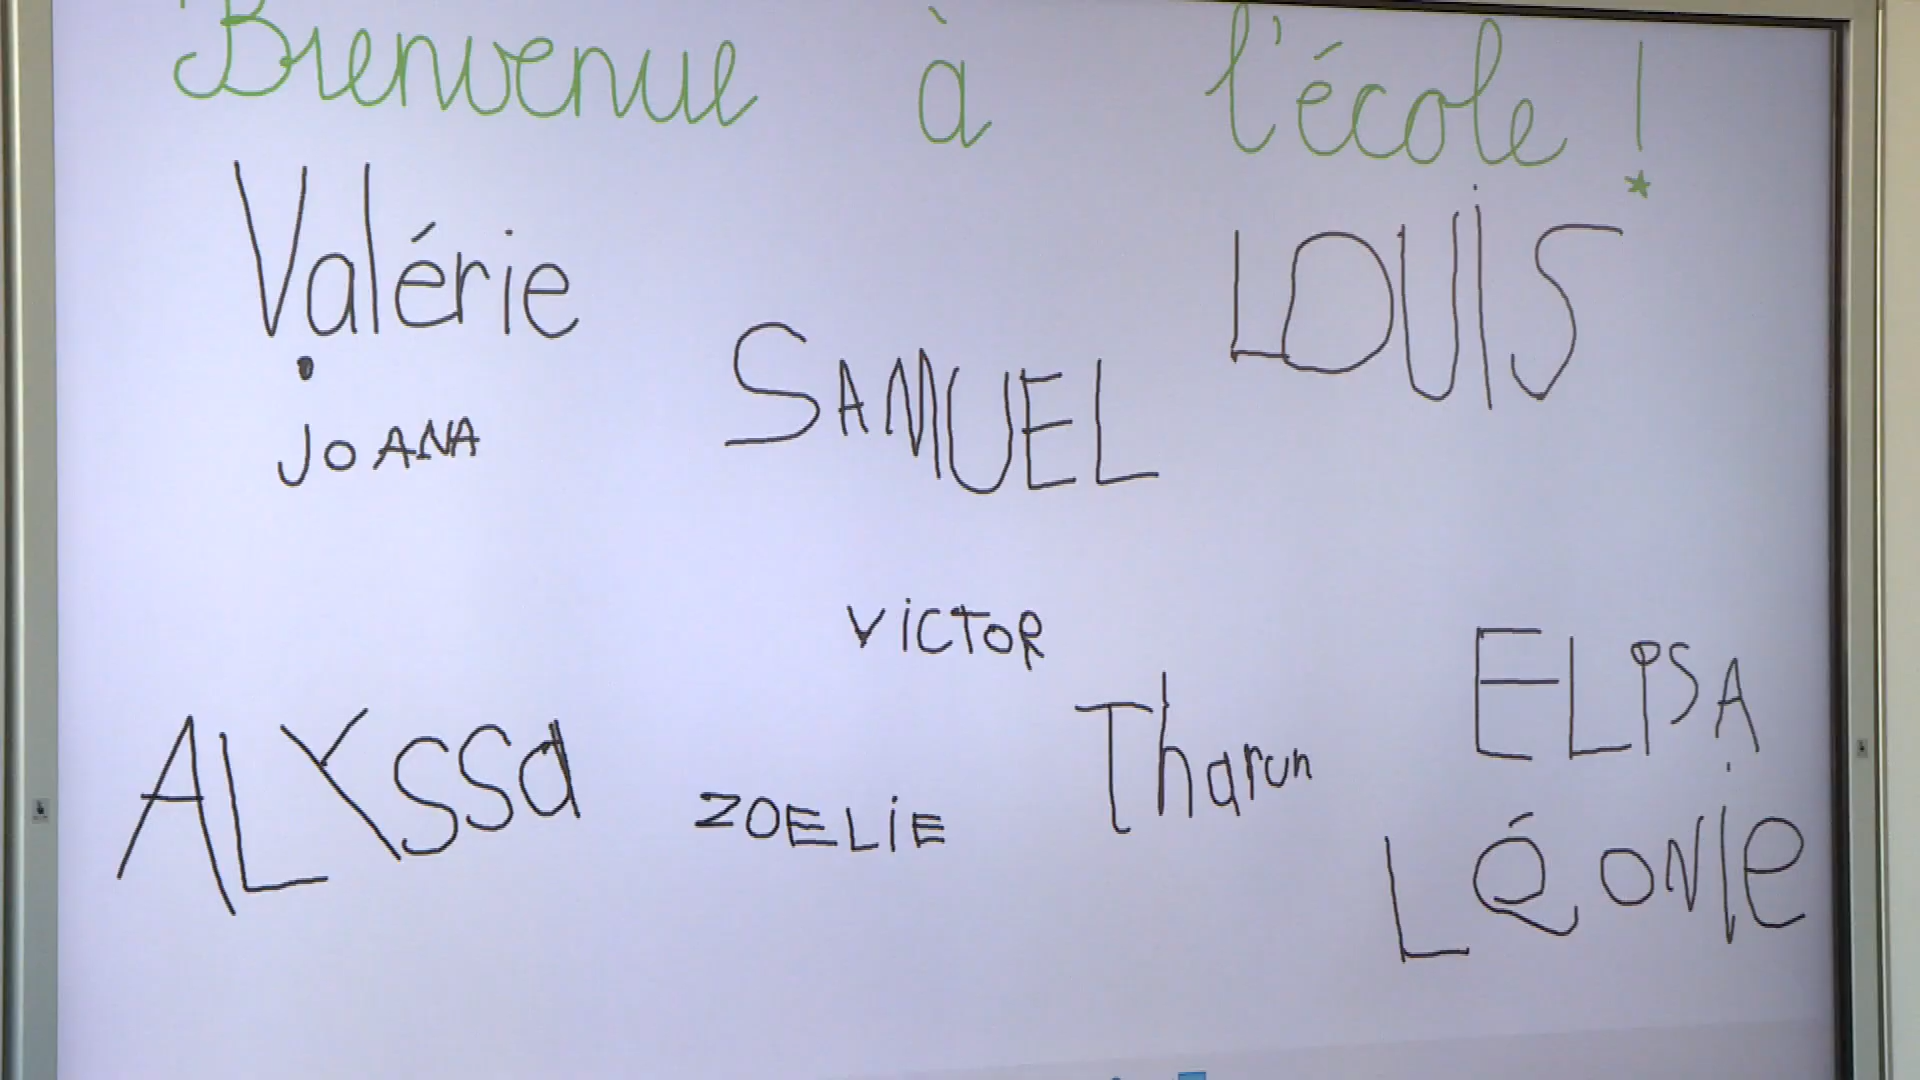 Bienvenue à l'école !
Valérie
LOUiS
SAMUEL
JOANA
ViCTOR
ELISA
Tharun
ALYSSa
ZOELiE
LÉONIe